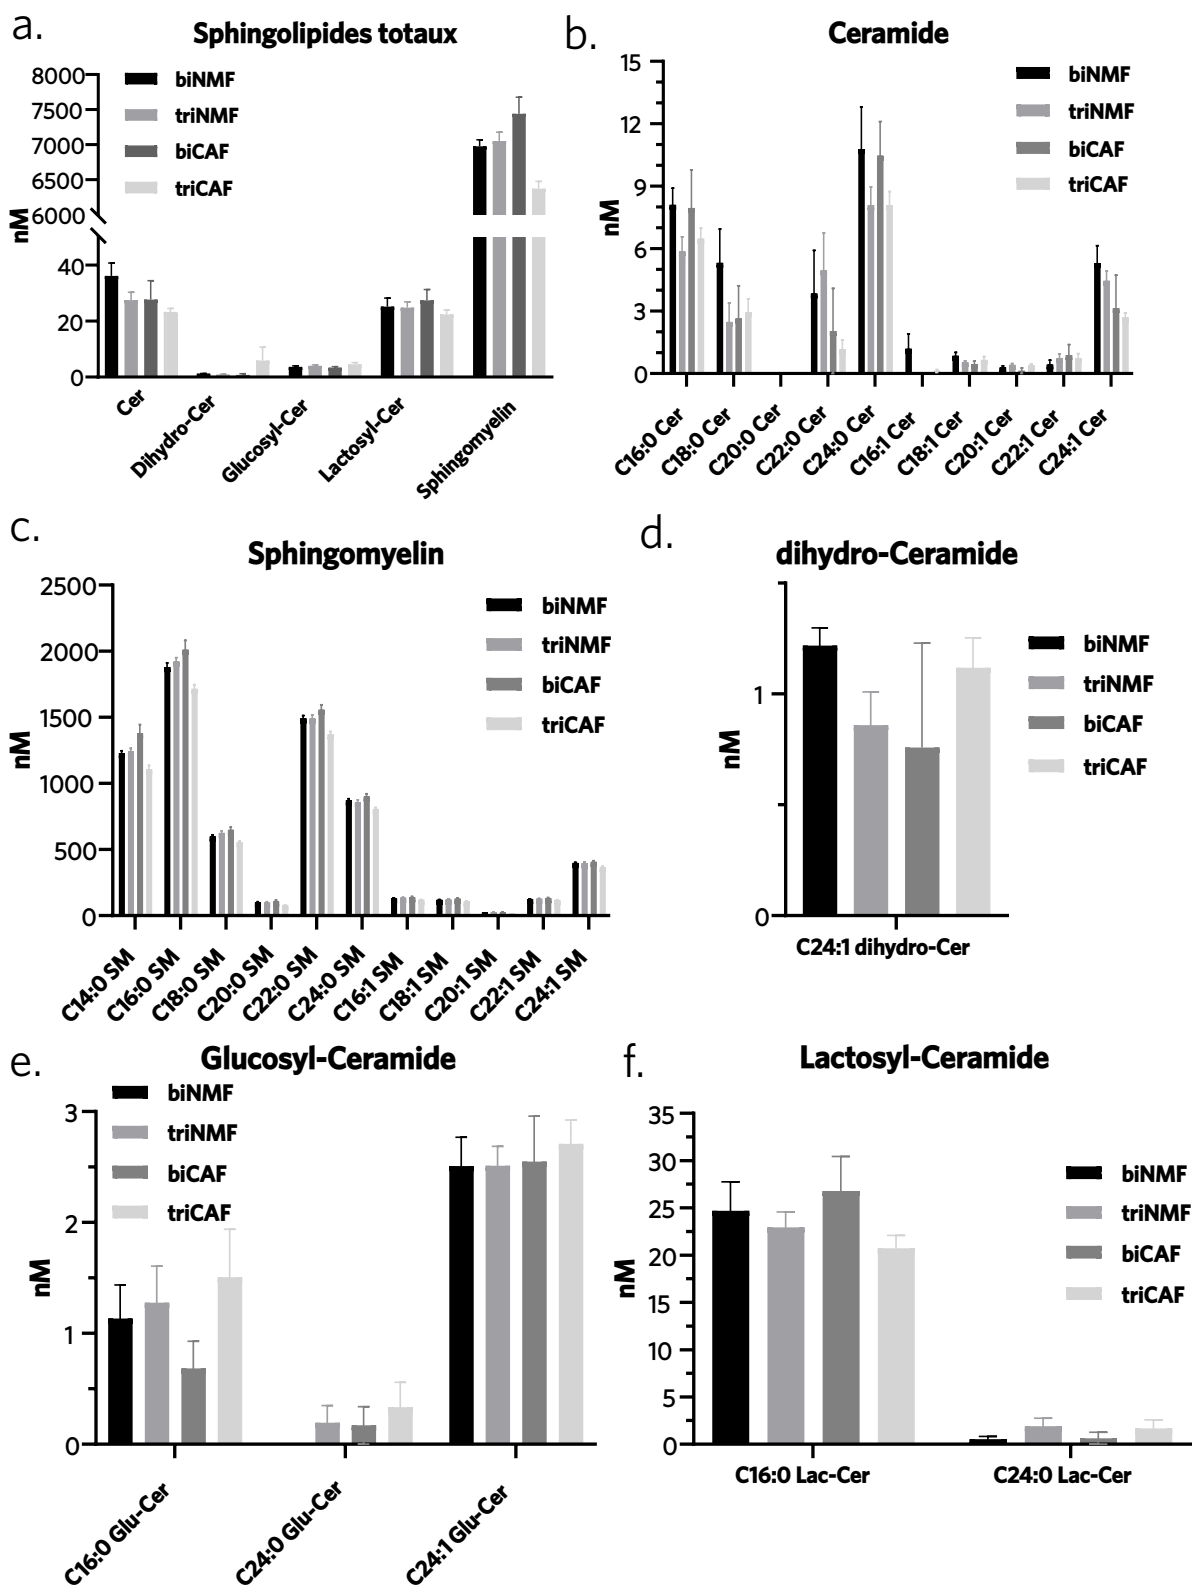 a.
Sphingolipides totaux
biNMF
triNMF
biCAF
triCAF
8000
7500
7000
6500
6000
40
20
0
nM
Cer
Dihydro-Cer
Glucosyl-Cer
Lactosyl-Cer
Sphingomyelin
b.
Ceramide
biNMF
triNMF
biCAF
triCAF
15
12
9
6
3
0
nM
C16:0 Cer
C18:0 Cer
C20:0 Cer
C22:0 Cer
C24:0 Cer
C16:1 Cer
C18:1 Cer
C20:1 Cer
C22:1 Cer
C24:1 Cer
c.
Sphingomyelin
biNMF
triNMF
biCAF
triCAF
2500
2000
1500
1000
500
0
nM
C14:0 SM
C16:0 SM
C18:0 SM
C20:0 SM
C22:0 SM
C24:0 SM
C16:1 SM
C18:1 SM
C20:1 SM
C22:1 SM
C24:1 SM
d.
dihydro-Ceramide
biNMF
triNMF
biCAF
triCAF
1
0
nM
C24:1 dihydro-Cer
e.
Glucosyl-Ceramide
biNMF
triNMF
biCAF
triCAF
3
2
1
0
nM
C16:0 Glu-Cer
C24:0 Glu-Cer
C24:1 Glu-Cer
f.
Lactosyl-Ceramide
biNMF
triNMF
biCAF
triCAF
35
30
25
20
15
10
5
0
nM
C16:0 Lac-Cer
C24:0 Lac-Cer